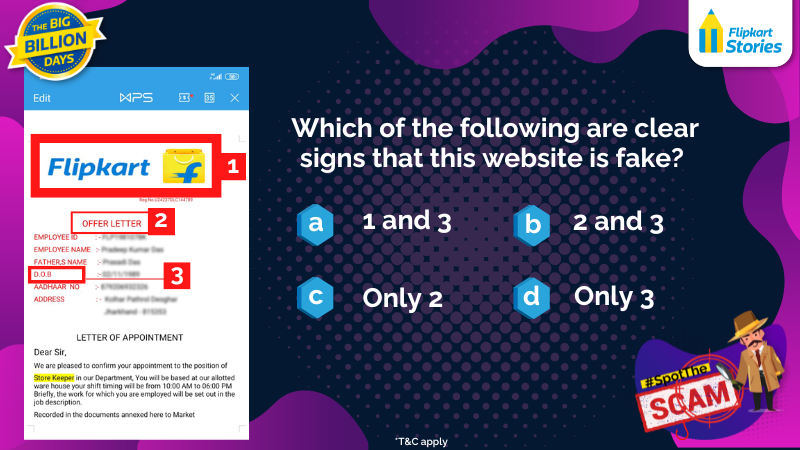 THE BIG
BILLION
DAYS
Flipkart
Stories
Edit
WPS
Flipkart
1
Reg.No:U24237DLC144789
OFFER LETTER
2
EMPLOYEE ID :-
EMPLOYEE NAME :- Pradeep Kumar Das
FATHER,S NAME :- Prasadi Das
D.O.B :- 02/11/1989
3
AADHAAR NO :-
ADDRESS :- Kolhar Pathrol Deoghar
Jharkhand - 815353
LETTER OF APPOINTMENT
Dear Sir,
We are pleased to confirm your appointment to the position of
Store Keeper in our Department, You will be based at our allotted
ware house your shift timing will be from 10:00 AM to 06:00 PM
Briefly, the work for which you are employed will be set out in the
job description.
Recorded in the documents annexed here to Market
Which of the following are clear
signs that this website is fake?
a 1 and 3
b 2 and 3
c Only 2
d Only 3
#SpotThe
SCAM
*T&C apply